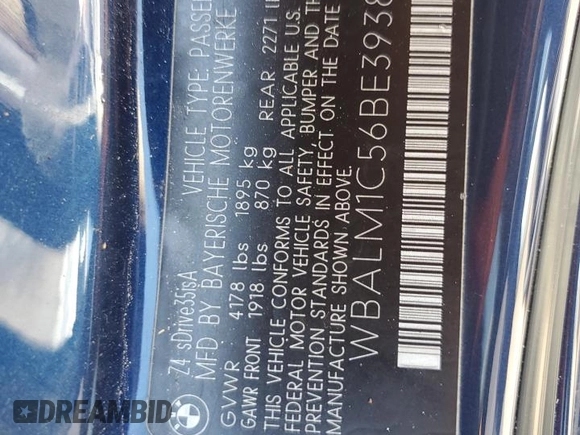 Z4 sDrive35isA VEHICLE TYPE: PASSE
MFD BY BAYERISCHE MOTORENWERKE
GVWR 4178 lbs 1895 kg
GAWR FRONT 1918 lbs 870 kg REAR 2271
THIS VEHICLE CONFORMS TO ALL APPLICABLE U.S.
FEDERAL MOTOR VEHICLE SAFETY, BUMPER AND TH
PREVENTION STANDARDS IN EFFECT ON THE DATE
MANUFACTURE SHOWN ABOVE.
WBALM1C56BE3938
BMW
DREAMBID